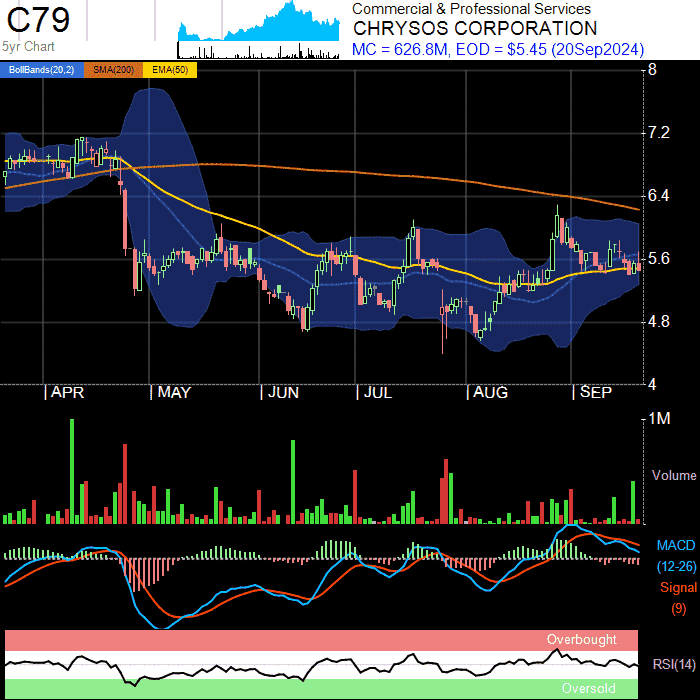 C79
5yr Chart
Commercial & Professional Services
CHRYSOS CORPORATION
MC = 626.8M, EOD = $5.45 (20Sep2024)
BollBands(20,2) SMA(200) EMA(50)
8
7.2
6.4
5.6
4.8
4
APR MAY JUN JUL AUG SEP
1M
Volume
MACD
(12-26)
Signal
(9)
Overbought
RSI(14)
Oversold